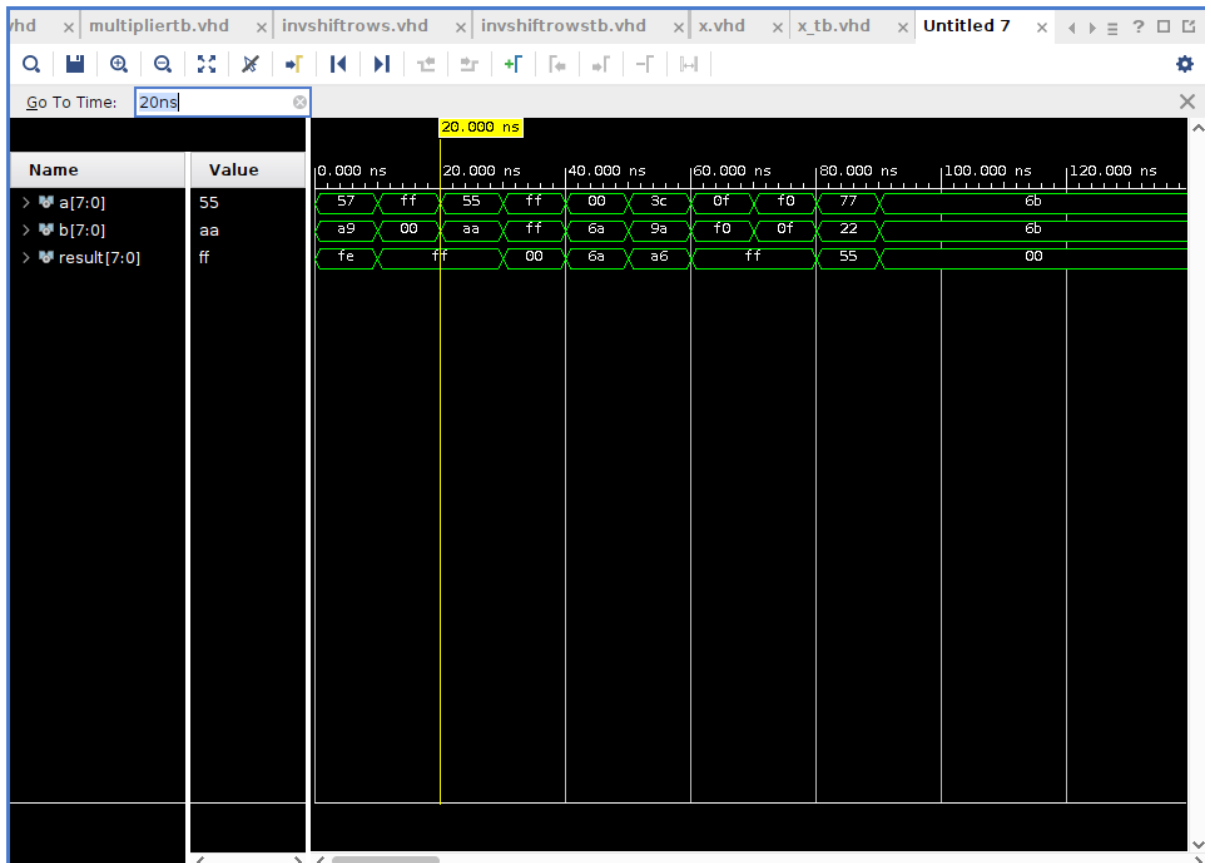 vhd multipliertb.vhd invshiftrows.vhd invshiftrowstb.vhd x.vhd x_tb.vhd Untitled 7
Go To Time: 20ns
20.000 ns
Name Value 0.000 ns 20.000 ns 40.000 ns 60.000 ns 80.000 ns 100.000 ns 120.000 ns
a[7:0] 55 57 ff 55 ff 00 3c 0f f0 77 6b
b[7:0] aa a9 00 aa ff 6a 9a f0 0f 22 6b
result[7:0] ff fe ff 00 6a a6 ff 55 00